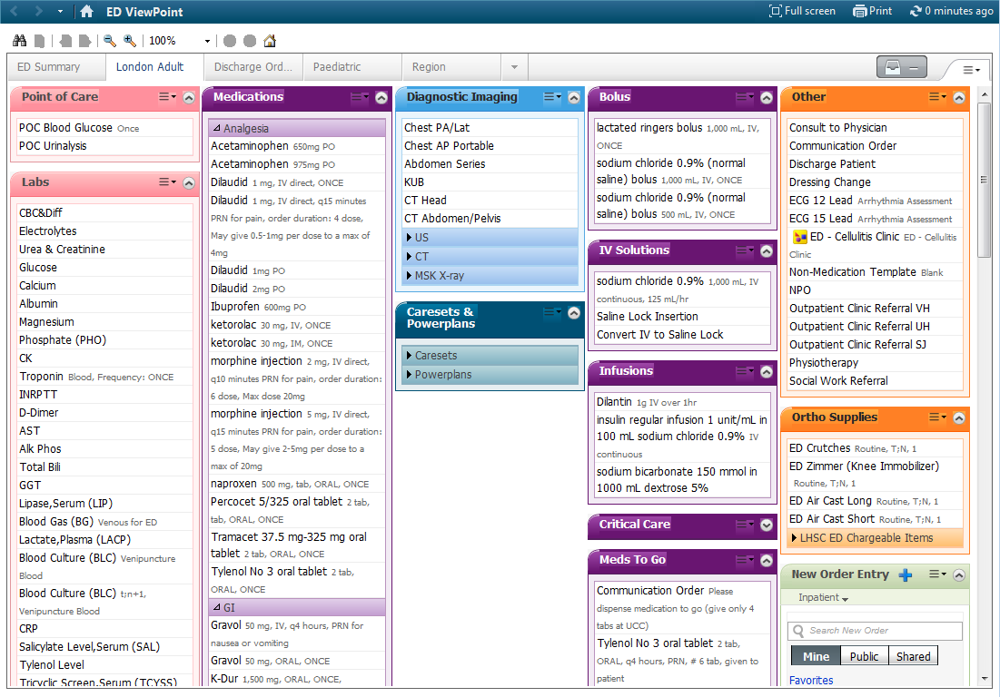 ED ViewPoint
Full screen
Print
0 minutes ago
100%
ED Summary
London Adult
Discharge Ord...
Paediatric
Region
Point of Care
POC Blood Glucose Once
POC Urinalysis
Labs
CBC&Diff
Electrolytes
Urea & Creatinine
Glucose
Calcium
Albumin
Magnesium
Phosphate (PHO)
CK
Troponin Blood, Frequency: ONCE
INRPTT
D-Dimer
AST
Alk Phos
Total Bili
GGT
Lipase,Serum (LIP)
Blood Gas (BG) Venous for ED
Lactate,Plasma (LACP)
Blood Culture (BLC) Venipuncture
Blood
Blood Culture (BLC) t;n+1,
Venipuncture Blood
CRP
Salicylate Level,Serum (SAL)
Tylenol Level
Tricyclic Screen,Serum (TCYSS)
Medications
Analgesia
Acetaminophen 650mg PO
Acetaminophen 975mg PO
Dilaudid 1 mg, IV direct, ONCE
Dilaudid 1 mg, IV direct, q15 minutes
PRN for pain, order duration: 4 dose,
May give 0.5-1mg per dose to a max of
4mg
Dilaudid 1mg PO
Dilaudid 2mg PO
Ibuprofen 600mg PO
ketorolac 30 mg, IV, ONCE
ketorolac 30 mg, IM, ONCE
morphine injection 2 mg, IV direct,
q10 minutes PRN for pain, order duration:
6 dose, Max dose 20mg
morphine injection 5 mg, IV direct,
q15 minutes PRN for pain, order duration:
5 dose, May give 2-5mg per dose to a
max of 20mg
naproxen 500 mg, tab, ORAL, ONCE
Percocet 5/325 oral tablet 2 tab,
tab, ORAL, ONCE
Tramacet 37.5 mg-325 mg oral
tablet 2 tab, ORAL, ONCE
Tylenol No 3 oral tablet 2 tab,
ORAL, ONCE
GI
Gravol 50 mg, IV, q4 hours, PRN for
nausea or vomiting
Gravol 50 mg, ORAL, ONCE
K-Dur 1,500 mg, ORAL, ONCE,
Diagnostic Imaging
Chest PA/Lat
Chest AP Portable
Abdomen Series
KUB
CT Head
CT Abdomen/Pelvis
US
CT
MSK X-ray
Caresets &
Powerplans
Caresets
Powerplans
Bolus
lactated ringers bolus 1,000 mL, IV,
ONCE
sodium chloride 0.9% (normal
saline) bolus 1,000 mL, IV, ONCE
sodium chloride 0.9% (normal
saline) bolus 500 mL, IV, ONCE
IV Solutions
sodium chloride 0.9% 1,000 mL, IV
continuous, 125 mL/hr
Saline Lock Insertion
Convert IV to Saline Lock
Infusions
Dilantin 1g IV over 1hr
insulin regular infusion 1 unit/mL in
100 mL sodium chloride 0.9% IV
continuous
sodium bicarbonate 150 mmol in
1000 mL dextrose 5%
Critical Care
Meds To Go
Communication Order Please
dispense medication to go (give only 4
tabs at UCC)
Tylenol No 3 oral tablet 2 tab,
ORAL, q4 hours, PRN, # 6 tab, given to
patient
Other
Consult to Physician
Communication Order
Discharge Patient
Dressing Change
ECG 12 Lead Arrhythmia Assessment
ECG 15 Lead Arrhythmia Assessment
ED - Cellulitis Clinic ED - Cellulitis
Clinic
Non-Medication Template Blank
NPO
Outpatient Clinic Referral VH
Outpatient Clinic Referral UH
Outpatient Clinic Referral SJ
Physiotherapy
Social Work Referral
Ortho Supplies
ED Crutches Routine, T;N, 1
ED Zimmer (Knee Immobilizer)
Routine, T;N, 1
ED Air Cast Long Routine, T;N, 1
ED Air Cast Short Routine, T;N, 1
LHSC ED Chargeable Items
New Order Entry
Inpatient
Search New Order
Mine
Public
Shared
Favorites